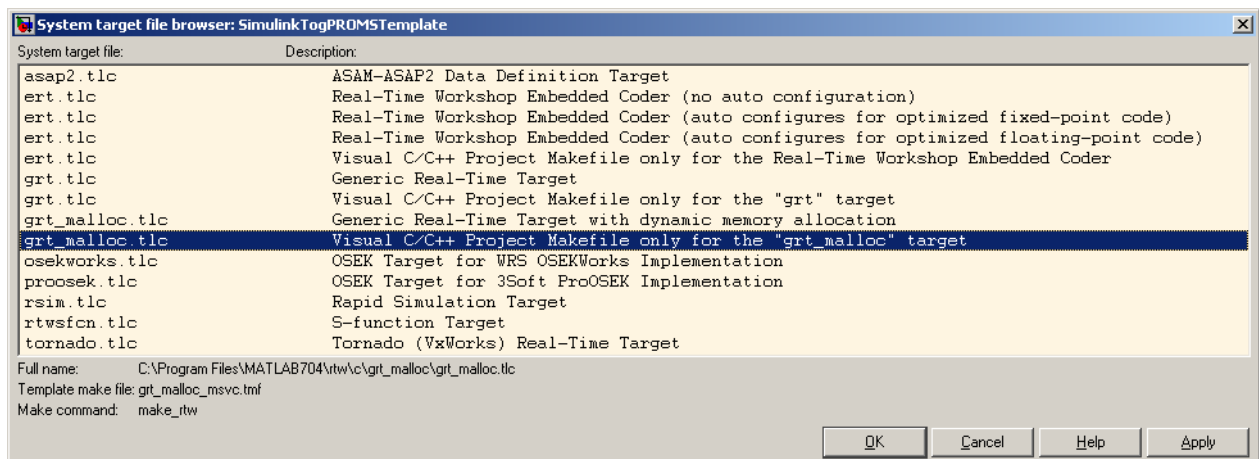 System target file browser: SimulinkTogPROMSTemplate
System target file: Description:
asap2.tlc ASAM-ASAP2 Data Definition Target
ert.tlc Real-Time Workshop Embedded Coder (no auto configuration)
ert.tlc Real-Time Workshop Embedded Coder (auto configures for optimized fixed-point code)
ert.tlc Real-Time Workshop Embedded Coder (auto configures for optimized floating-point code)
ert.tlc Visual C/C++ Project Makefile only for the Real-Time Workshop Embedded Coder
grt.tlc Generic Real-Time Target
grt.tlc Visual C/C++ Project Makefile only for the "grt" target
grt_malloc.tlc Generic Real-Time Target with dynamic memory allocation
grt_malloc.tlc Visual C/C++ Project Makefile only for the "grt_malloc" target
osekworks.tlc OSEK Target for WRS OSEKWorks Implementation
proosek.tlc OSEK Target for 3Soft ProOSEK Implementation
rsim.tlc Rapid Simulation Target
rtwsfcn.tlc S-function Target
tornado.tlc Tornado (VxWorks) Real-Time Target
Full name: C:\Program Files\MATLAB704\rtw\c\grt_malloc\grt_malloc.tlc
Template make file: grt_malloc_msvc.tmf
Make command: make_rtw
OK Cancel Help Apply